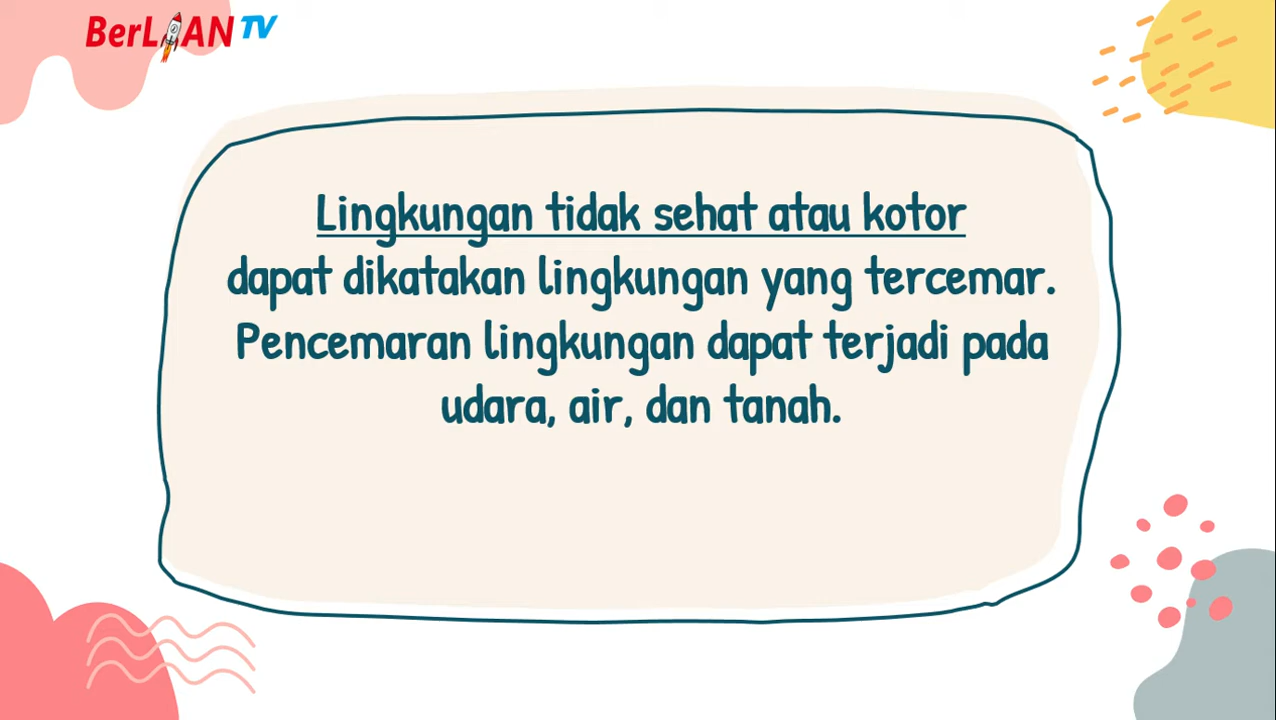 BerLIAN TV
Lingkungan tidak sehat atau kotor
dapat dikatakan lingkungan yang tercemar.
Pencemaran lingkungan dapat terjadi pada
udara, air, dan tanah.